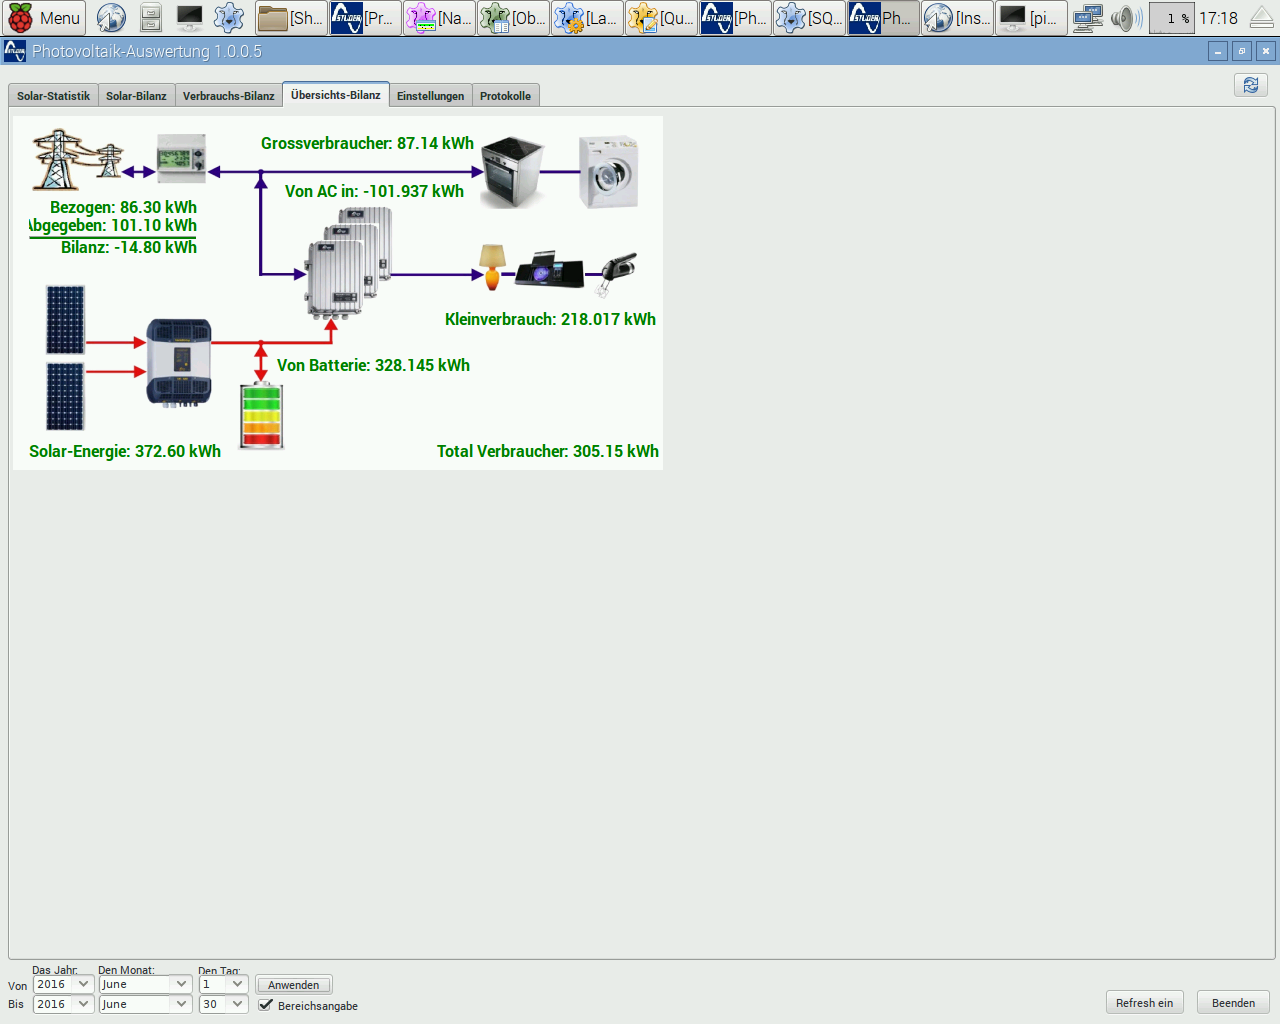 Menu [Sh... [Pr... [Na... [Ob... [La... [Qu... [Ph... [SQ... Ph... [Ins... [pi... 1 % 17:18
Photovoltaik-Auswertung 1.0.0.5
Solar-Statistik Solar-Bilanz Verbrauchs-Bilanz Übersichts-Bilanz Einstellungen Protokolle
Grossverbraucher: 87.14 kWh
Von AC in: -101.937 kWh
Bezogen: 86.30 kWh
Abgegeben: 101.10 kWh
Bilanz: -14.80 kWh
Kleinverbrauch: 218.017 kWh
Von Batterie: 328.145 kWh
Solar-Energie: 372.60 kWh
Total Verbraucher: 305.15 kWh
Das Jahr: Den Monat: Den Tag:
Von 2016 June 1 Anwenden
Bis 2016 June 30 Bereichsangabe
Refresh ein Beenden